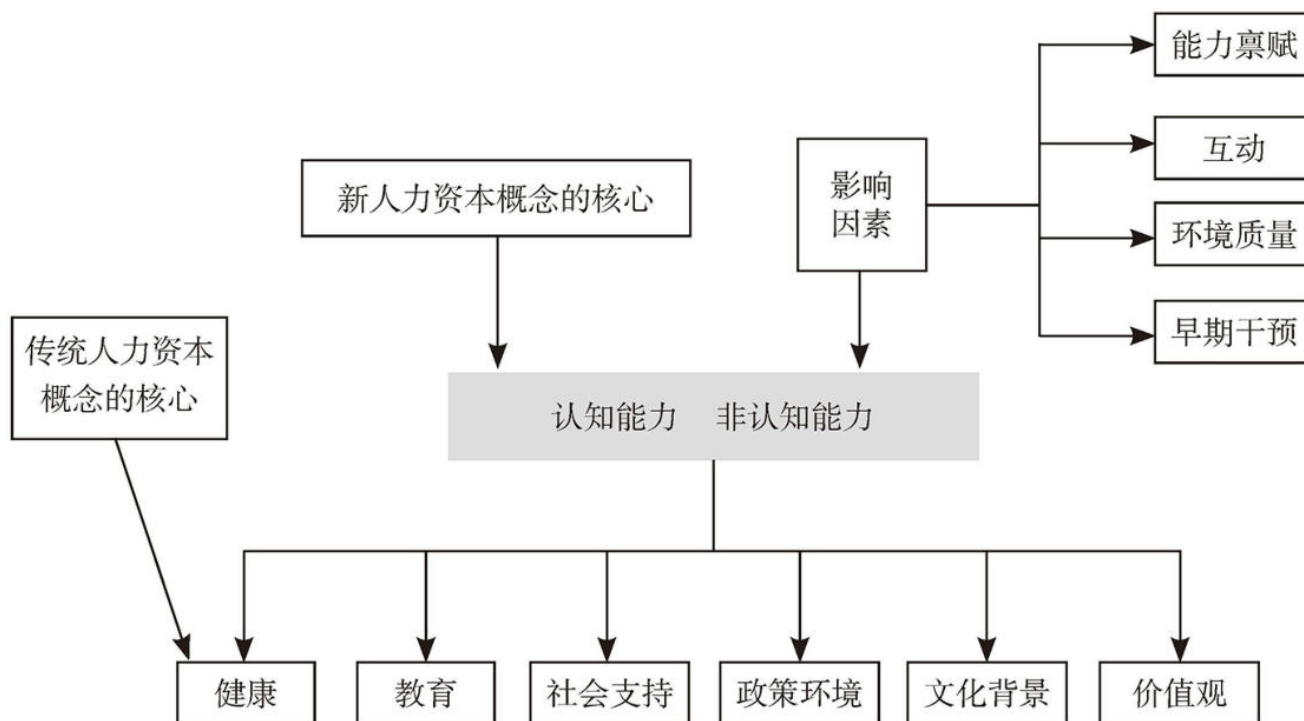 能力禀赋
互动
新人力资本概念的核心
影响
因素
环境质量
早期干预
传统人力资本
概念的核心
认知能力 非认知能力
健康
教育
社会支持
政策环境
文化背景
价值观